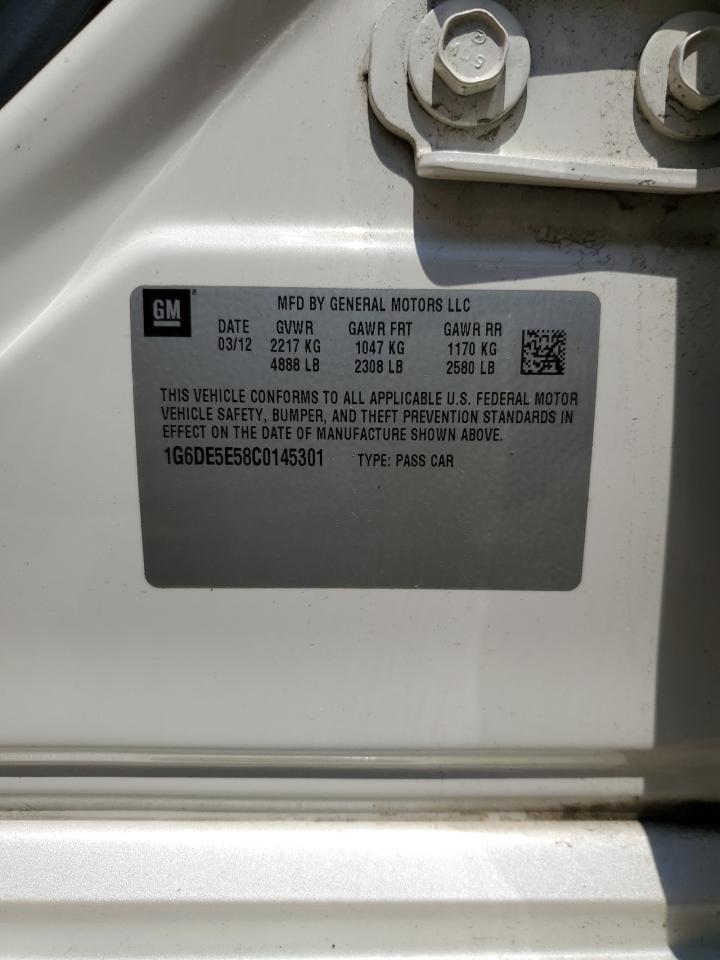 GM
MFD BY GENERAL MOTORS LLC
DATE GVWR GAWR FRT GAWR RR
03/12 2217 KG 1047 KG 1170 KG
4888 LB 2308 LB 2580 LB
THIS VEHICLE CONFORMS TO ALL APPLICABLE U.S. FEDERAL MOTOR
VEHICLE SAFETY, BUMPER, AND THEFT PREVENTION STANDARDS IN
EFFECT ON THE DATE OF MANUFACTURE SHOWN ABOVE.
1G6DE5E58C0145301 TYPE: PASS CAR